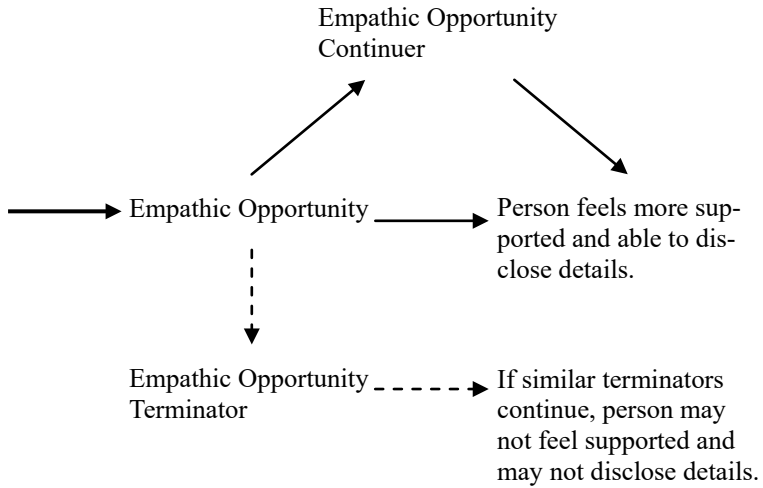 Empathic Opportunity
Continuer
Empathic Opportunity
Person feels more sup-
ported and able to dis-
close details.
Empathic Opportunity
Terminator
If similar terminators
continue, person may
not feel supported and
may not disclose details.